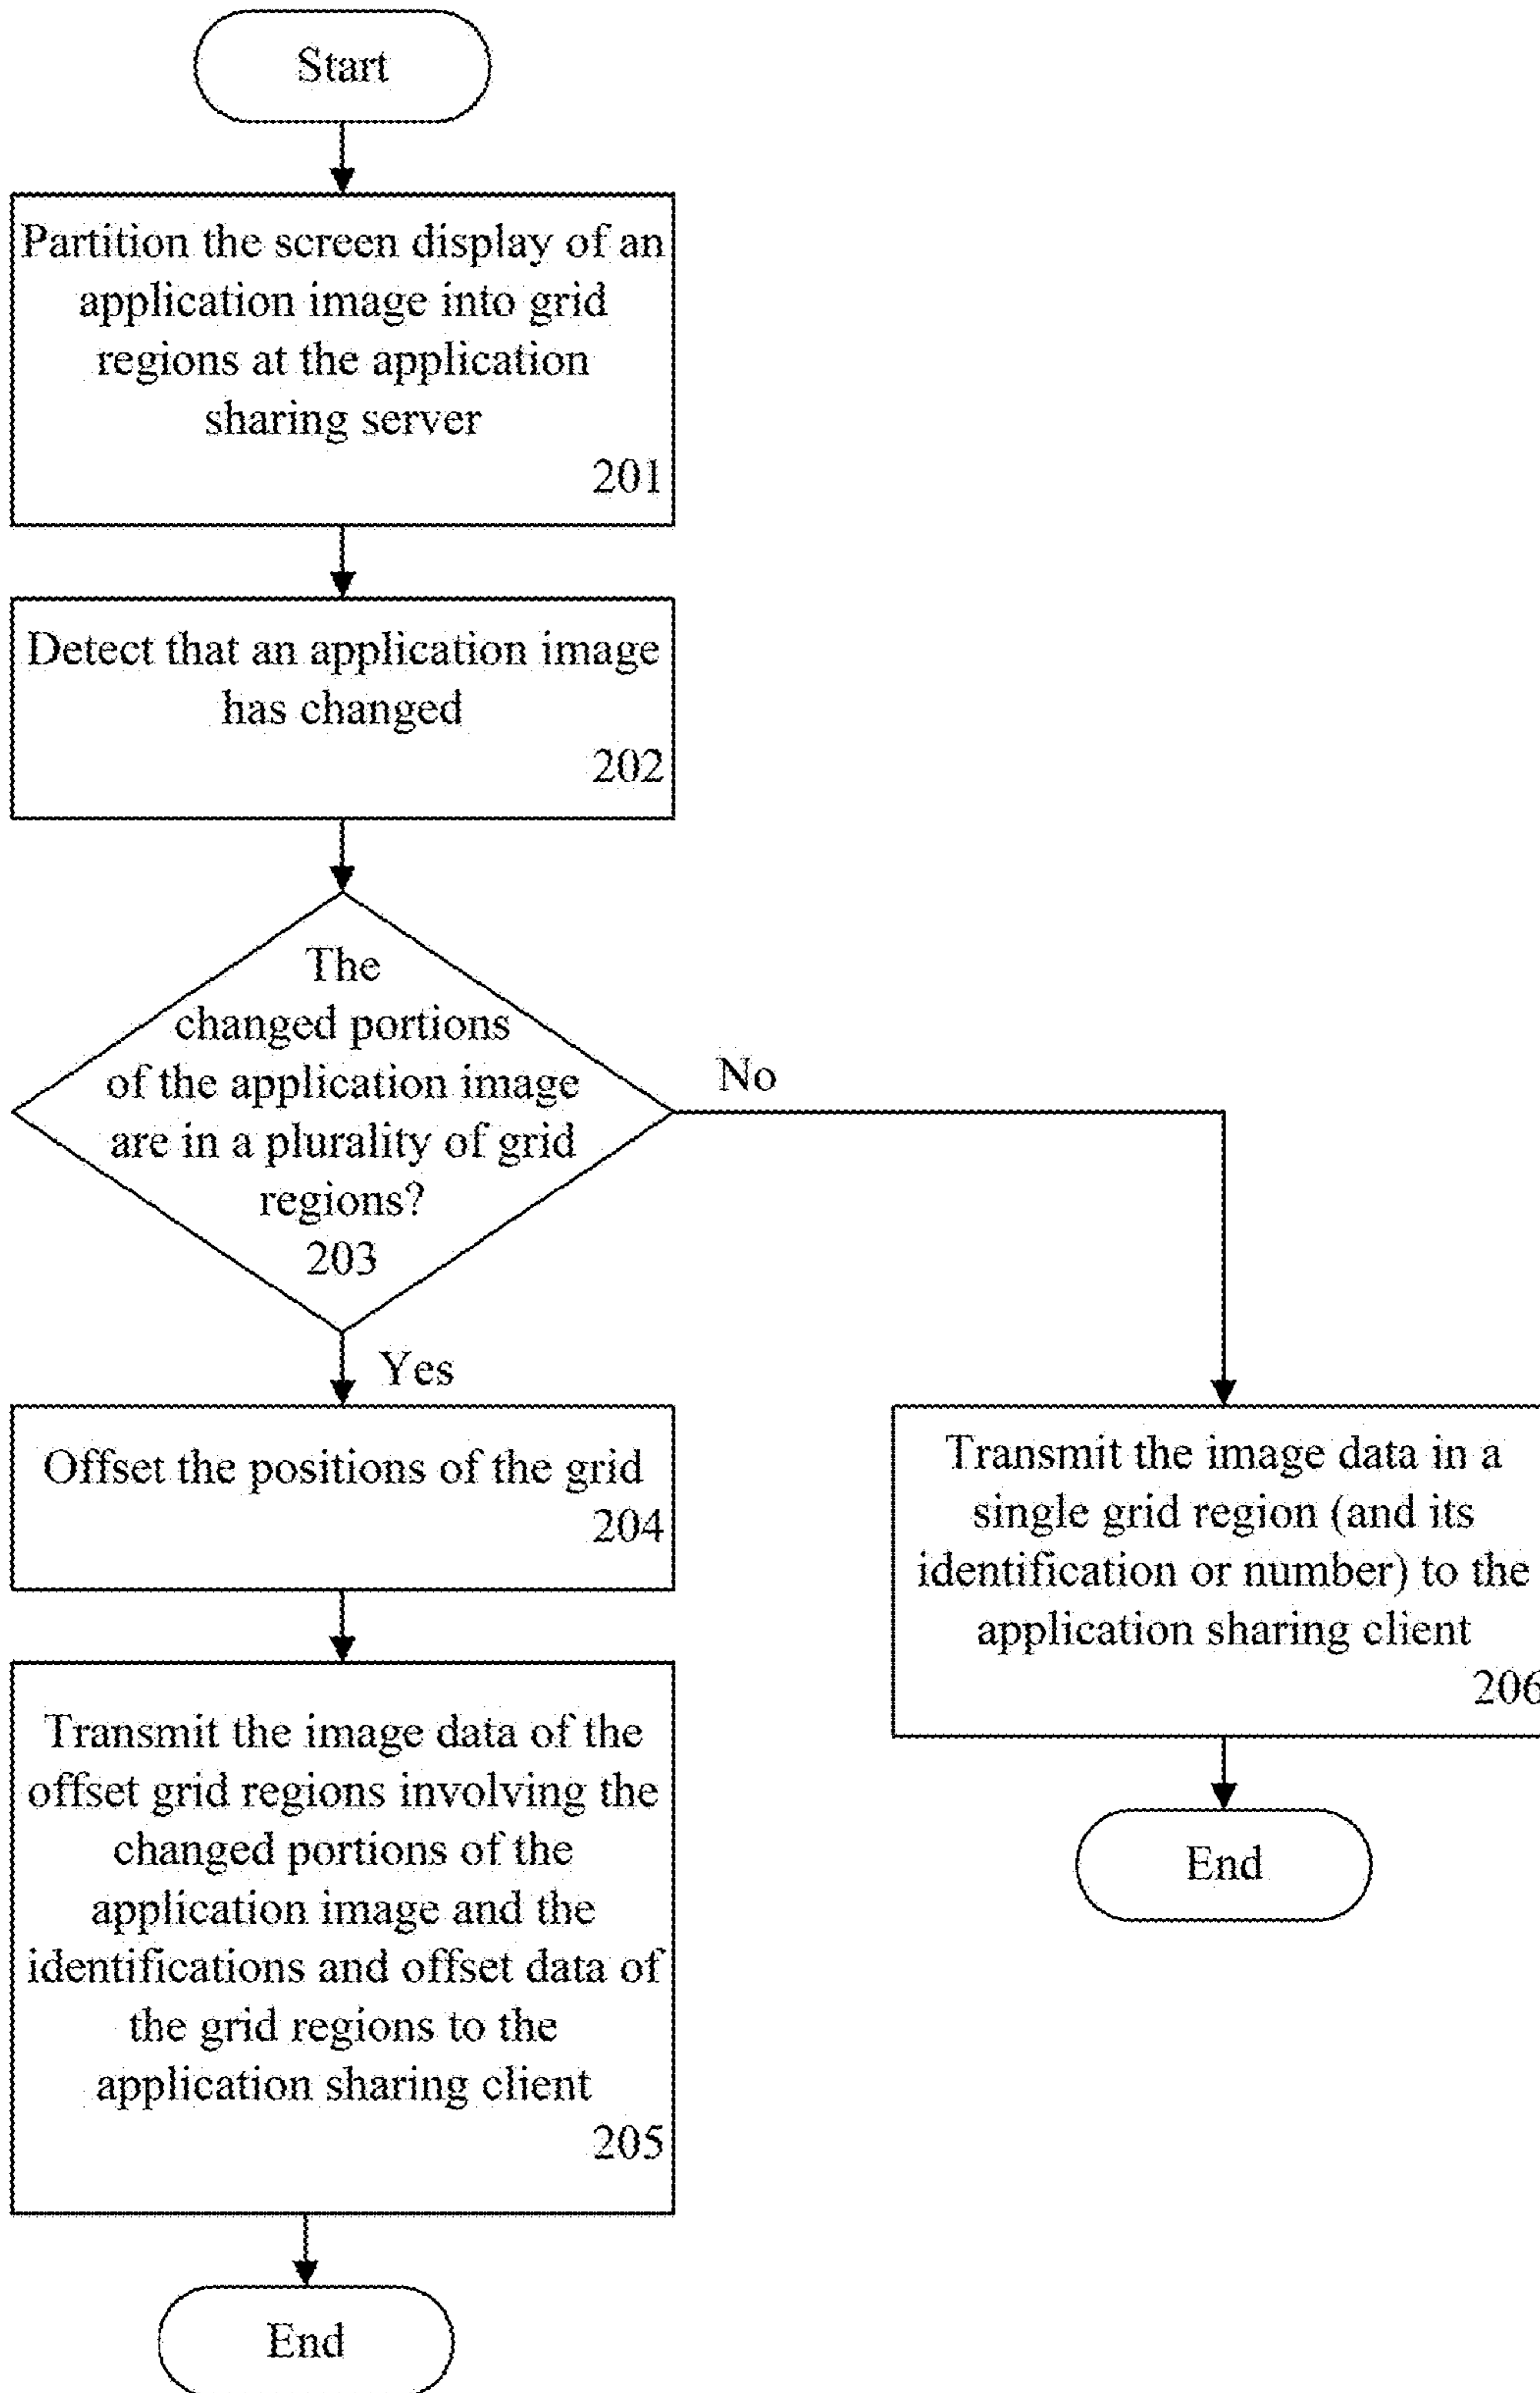 Start
Partition the screen display of an
application image into grid
regions at the application
sharing server
201
Detect that an application image
has changed
202
The
changed portions
of the application image
are in a plurality of grid
regions?
203
No
Yes
Offset the positions of the grid
204
Transmit the image data in a
single grid region (and its
identification or number) to the
application sharing client
206
End
Transmit the image data of the
offset grid regions involving the
changed portions of the
application image and the
identifications and offset data of
the grid regions to the
application sharing client
205
End